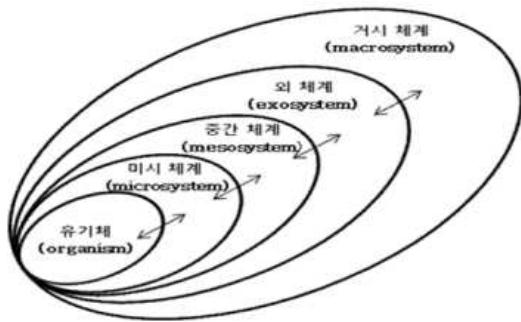 거시 체계
(macrosystem)
외 체계
(exosystem)
중간 체계
(mesosystem)
미시 체계
(microsystem)
유기체
(organism)